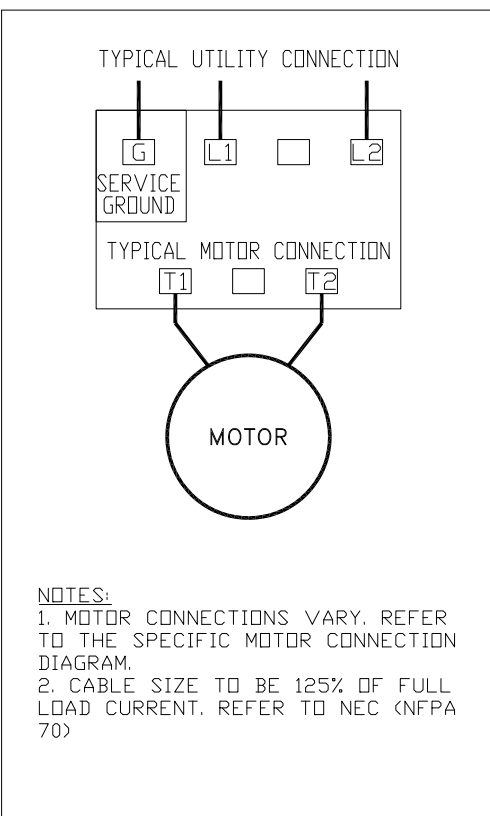 TYPICAL UTILITY CONNECTION
G L1 L2
SERVICE
GROUND
TYPICAL MOTOR CONNECTION
T1 T2
MOTOR
NOTES:
1. MOTOR CONNECTIONS VARY. REFER
TO THE SPECIFIC MOTOR CONNECTION
DIAGRAM.
2. CABLE SIZE TO BE 125% OF FULL
LOAD CURRENT. REFER TO NEC (NFPA
70)